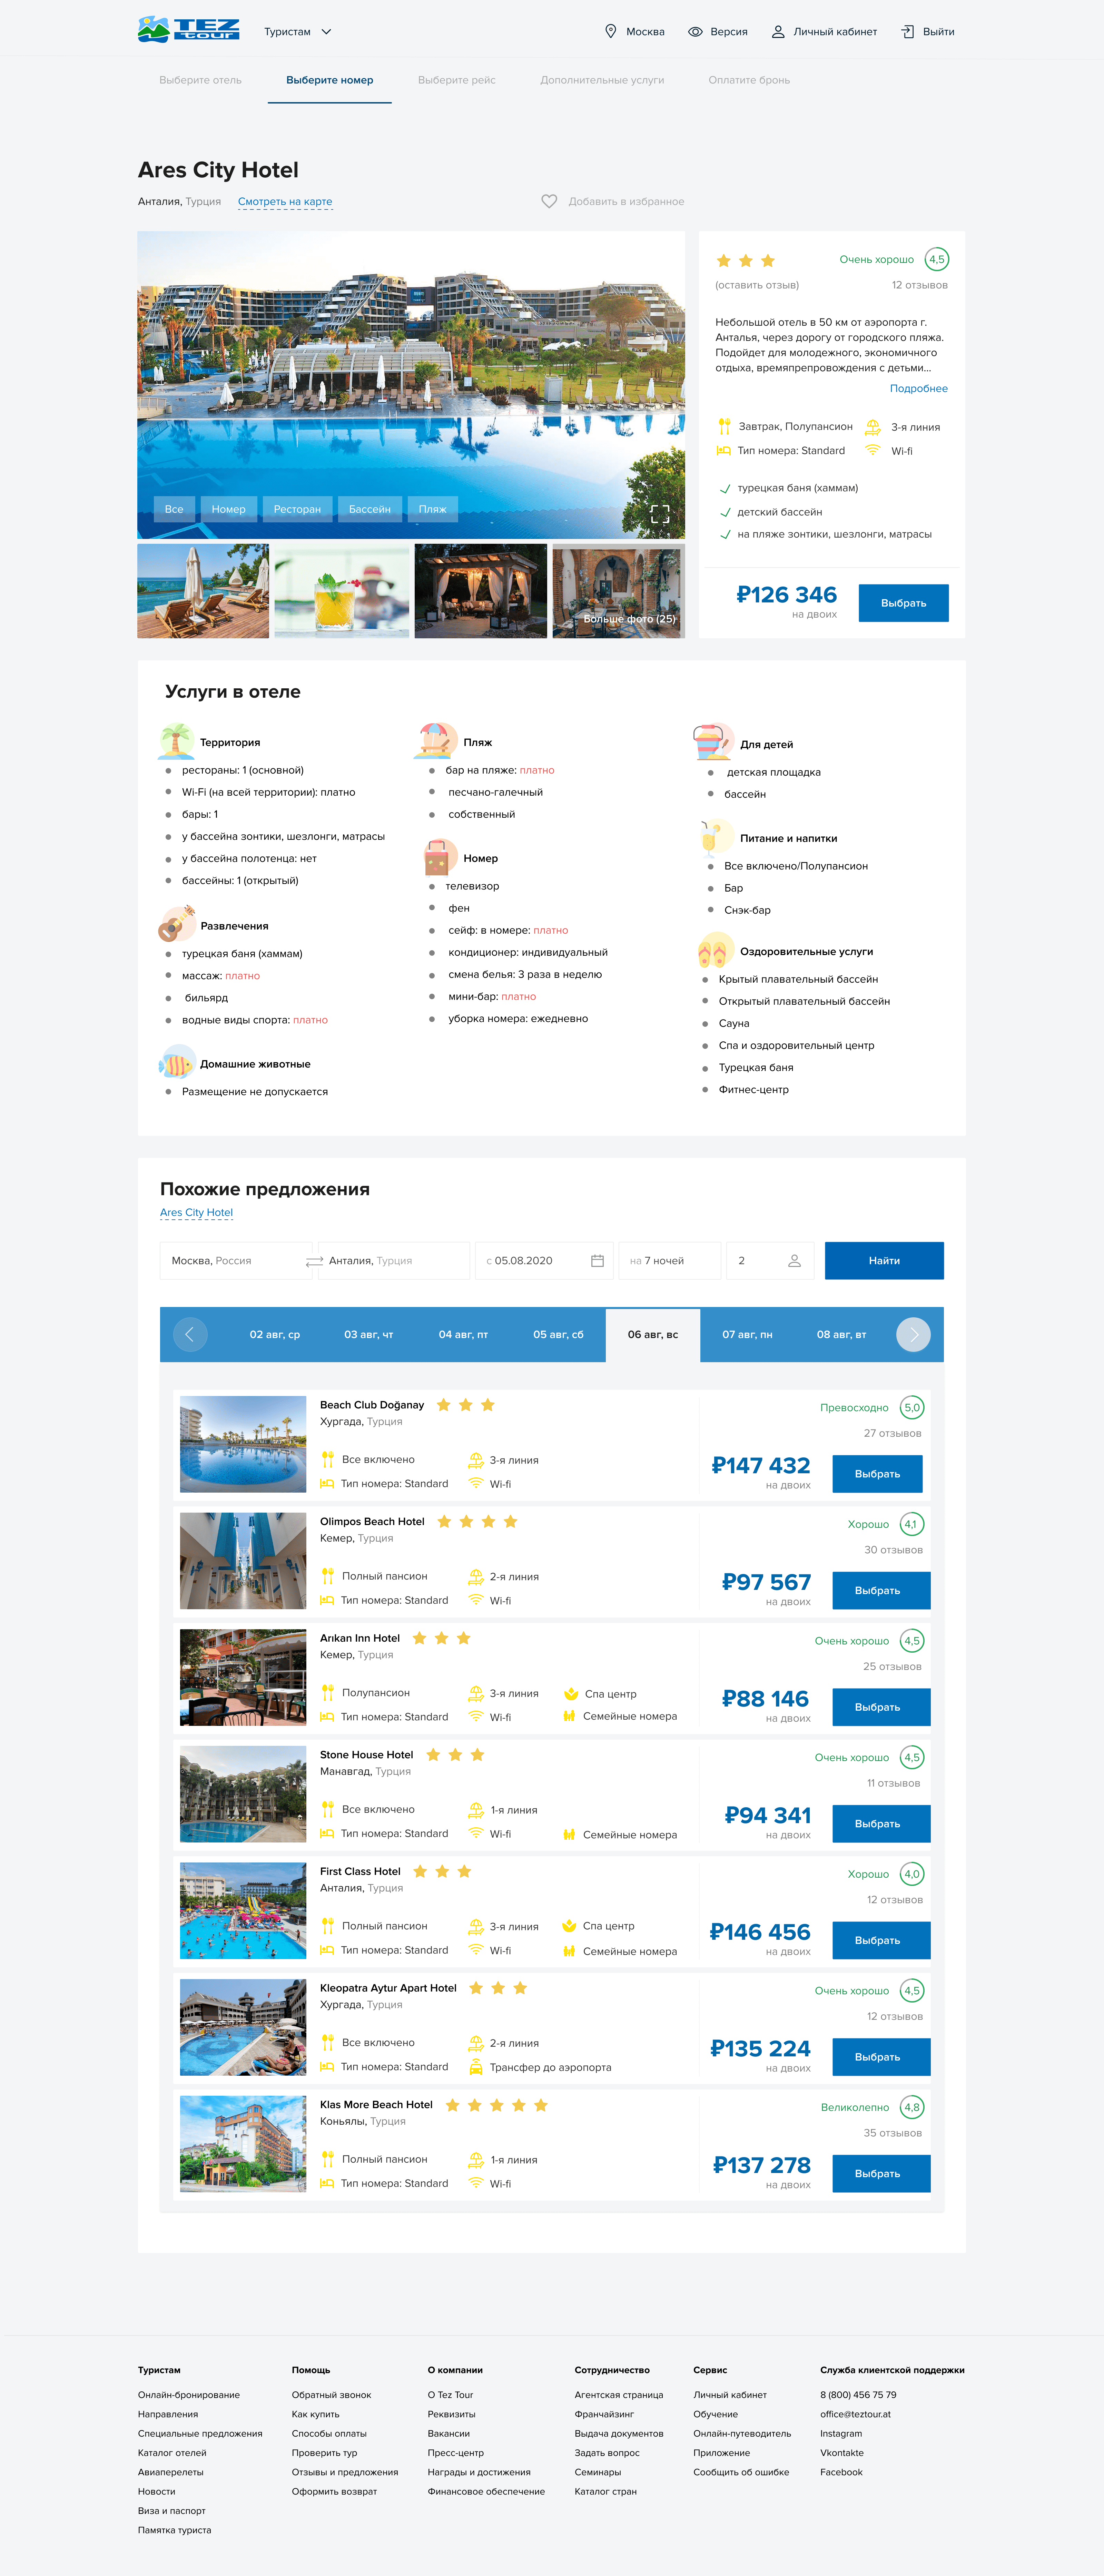 TEZ TOUR
Туристам
Москва
Версия
Личный кабинет
Выйти
Выберите отель
Выберите номер
Выберите рейс
Дополнительные услуги
Оплатите бронь
Ares City Hotel
Анталия, Турция
Смотреть на карте
Добавить в избранное
Все
Номер
Ресторан
Бассейн
Пляж
Больше фото (25)
Очень хорошо 4,5
(оставить отзыв)
12 отзывов
Небольшой отель в 50 км от аэропорта г.
Анталья, через дорогу от городского пляжа.
Подойдет для молодежного, экономичного
отдыха, времяпрепровождения с детьми...
Подробнее
Завтрак, Полупансион
3-я линия
Тип номера: Standard
Wi-fi
турецкая баня (хаммам)
детский бассейн
на пляже зонтики, шезлонги, матрасы
₽126 346
на двоих
Выбрать
Услуги в отеле
Территория
рестораны: 1 (основной)
Wi-Fi (на всей территории): платно
бары: 1
у бассейна зонтики, шезлонги, матрасы
у бассейна полотенца: нет
бассейны: 1 (открытый)
Развлечения
турецкая баня (хаммам)
массаж: платно
бильярд
водные виды спорта: платно
Домашние животные
Размещение не допускается
Пляж
бар на пляже: платно
песчано-галечный
собственный
Номер
телевизор
фен
сейф: в номере: платно
кондиционер: индивидуальный
смена белья: 3 раза в неделю
мини-бар: платно
уборка номера: ежедневно
Для детей
детская площадка
бассейн
Питание и напитки
Все включено/Полупансион
Бар
Снэк-бар
Оздоровительные услуги
Крытый плавательный бассейн
Открытый плавательный бассейн
Сауна
Спа и оздоровительный центр
Турецкая баня
Фитнес-центр
Похожие предложения
Ares City Hotel
Москва, Россия
Анталия, Турция
с 05.08.2020
на 7 ночей
2
Найти
02 авг, ср
03 авг, чт
04 авг, пт
05 авг, сб
06 авг, вс
07 авг, пн
08 авг, вт
Beach Club Doğanay
Хургада, Турция
Все включено
3-я линия
Тип номера: Standard
Wi-fi
Превосходно 5,0
27 отзывов
₽147 432
на двоих
Выбрать
Olimpos Beach Hotel
Кемер, Турция
Полный пансион
2-я линия
Тип номера: Standard
Wi-fi
Хорошо 4,1
30 отзывов
₽97 567
на двоих
Выбрать
Arıkan Inn Hotel
Кемер, Турция
Полупансион
3-я линия
Спа центр
Тип номера: Standard
Wi-fi
Семейные номера
Очень хорошо 4,5
25 отзывов
₽88 146
на двоих
Выбрать
Stone House Hotel
Манавгад, Турция
Все включено
1-я линия
Тип номера: Standard
Wi-fi
Семейные номера
Очень хорошо 4,5
11 отзывов
₽94 341
на двоих
Выбрать
First Class Hotel
Анталия, Турция
Полный пансион
3-я линия
Спа центр
Тип номера: Standard
Wi-fi
Семейные номера
Хорошо 4,0
12 отзывов
₽146 456
на двоих
Выбрать
Kleopatra Aytur Apart Hotel
Хургада, Турция
Все включено
2-я линия
Тип номера: Standard
Трансфер до аэропорта
Очень хорошо 4,5
12 отзывов
₽135 224
на двоих
Выбрать
Klas More Beach Hotel
Коньялы, Турция
Полный пансион
1-я линия
Тип номера: Standard
Wi-fi
Великолепно 4,8
35 отзывов
₽137 278
на двоих
Выбрать
Туристам
Онлайн-бронирование
Направления
Специальные предложения
Каталог отелей
Авиаперелеты
Новости
Виза и паспорт
Памятка туриста
Помощь
Обратный звонок
Как купить
Способы оплаты
Проверить тур
Отзывы и предложения
Оформить возврат
О компании
О Tez Tour
Реквизиты
Вакансии
Пресс-центр
Награды и достижения
Финансовое обеспечение
Сотрудничество
Агентская страница
Франчайзинг
Выдача документов
Задать вопрос
Семинары
Каталог стран
Сервис
Личный кабинет
Обучение
Онлайн-путеводитель
Приложение
Сообщить об ошибке
Служба клиентской поддержки
8 (800) 456 75 79
office@teztour.at
Instagram
Vkontakte
Facebook